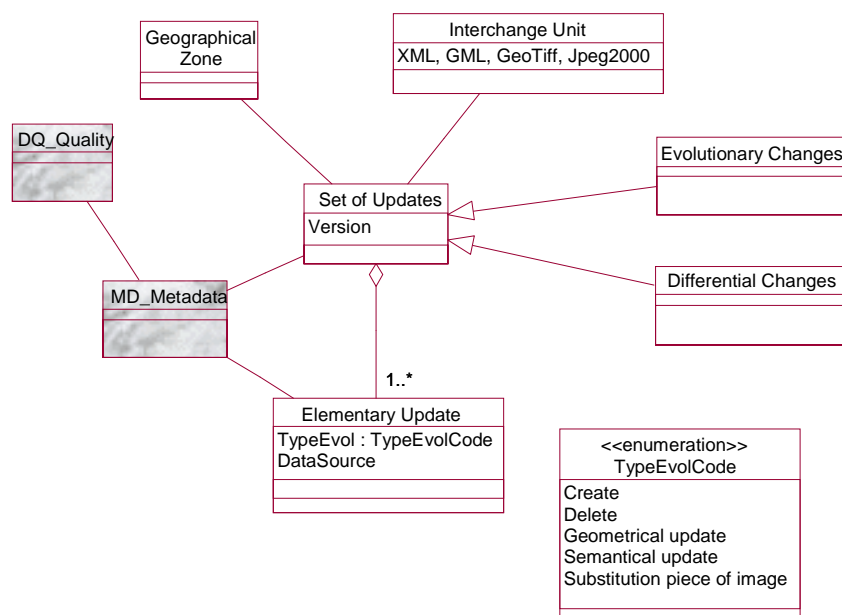 Geographical
Zone
Interchange Unit
XML, GML, GeoTiff, Jpeg2000
DQ_Quality
Evolutionary Changes
Set of Updates
Version
MD_Metadata
Differential Changes
1..*
Elementary Update
TypeEvol : TypeEvolCode
DataSource
<<enumeration>>
TypeEvolCode
Create
Delete
Geometrical update
Semantical update
Substitution piece of image